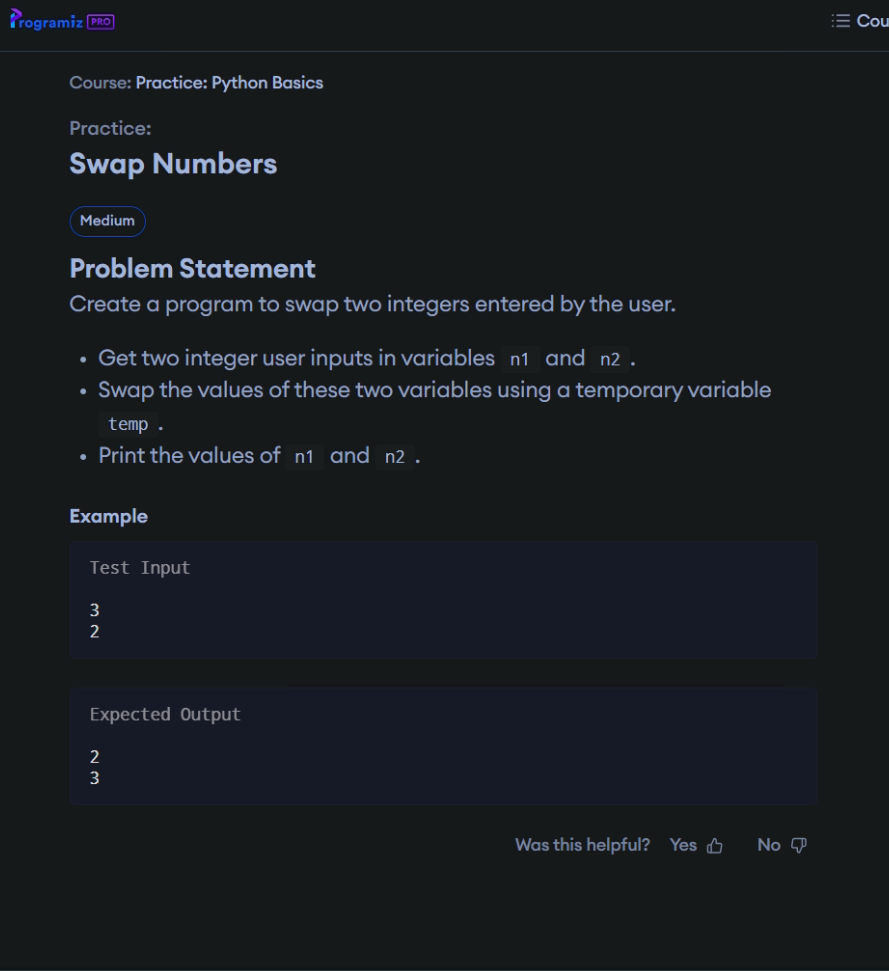 Programiz PRO
Cou
Course: Practice: Python Basics
Practice:
Swap Numbers
Medium
Problem Statement
Create a program to swap two integers entered by the user.
• Get two integer user inputs in variables n1 and n2 .
• Swap the values of these two variables using a temporary variable
temp .
• Print the values of n1 and n2 .
Example
Test Input
3
2
Expected Output
2
3
Was this helpful? Yes No